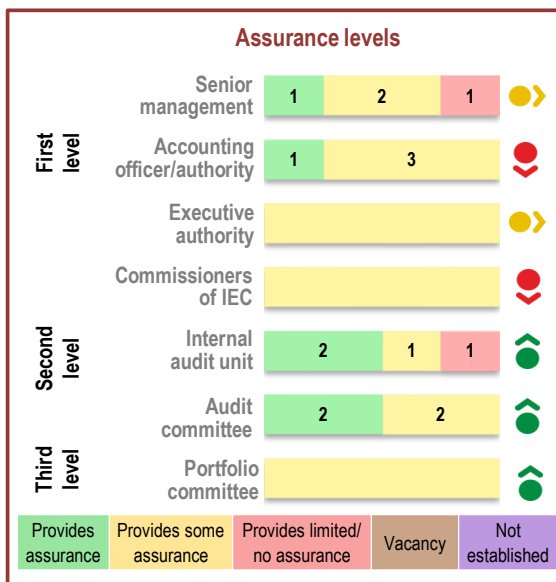 Assurance levels
First level
Senior
management
1 2 1
Accounting
officer/authority
1 3
Executive
authority
Commissioners
of IEC
Second level
Internal
audit unit
2 1 1
Audit
committee
2 2
Third level
Portfolio
committee
Provides
assurance
Provides some
assurance
Provides limited/
no assurance
Vacancy
Not
established